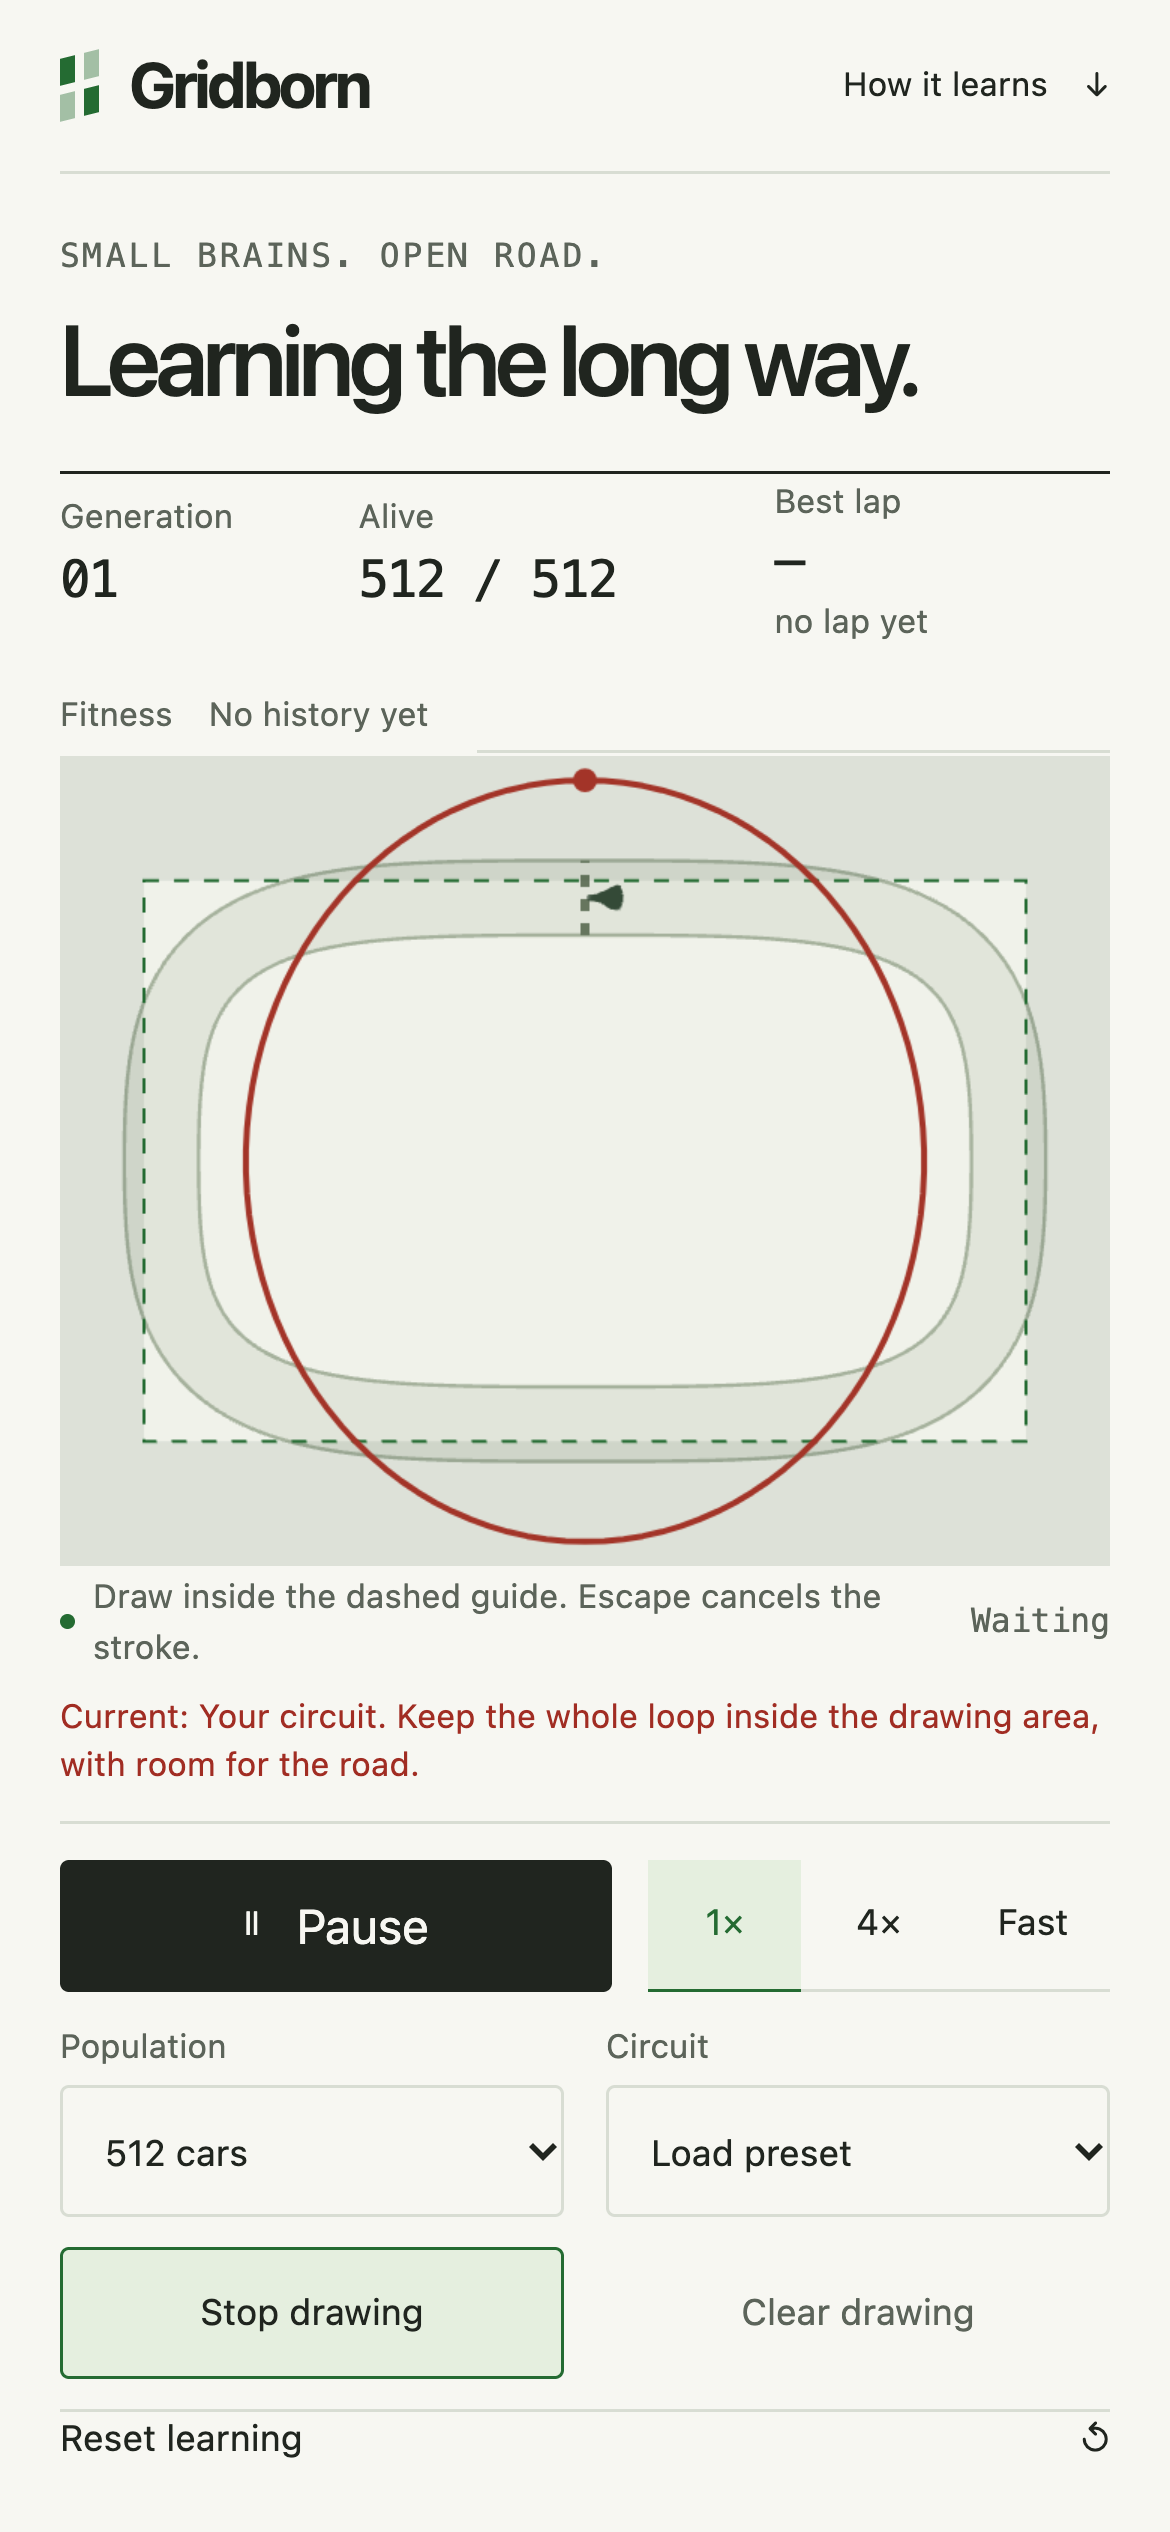 Gridborn
How it learns ↓
SMALL BRAINS. OPEN ROAD.
Learning the long way.
Generation
01
Alive
512 / 512
Best lap
—
no lap yet
Fitness No history yet
Draw inside the dashed guide. Escape cancels the
stroke.
Waiting
Current: Your circuit. Keep the whole loop inside the drawing area,
with room for the road.
Pause
1×
4×
Fast
Population
Circuit
512 cars
Load preset
Stop drawing
Clear drawing
Reset learning